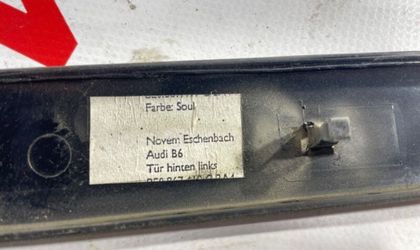 Farbe: Soul
Novem Eschenbach
Audi B6
Tür hinten links